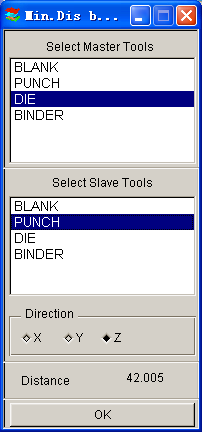 Min.Dis b...
Select Master Tools
BLANK
PUNCH
DIE
BINDER
Select Slave Tools
BLANK
PUNCH
DIE
BINDER
Direction
X Y Z
Distance 42.005
OK